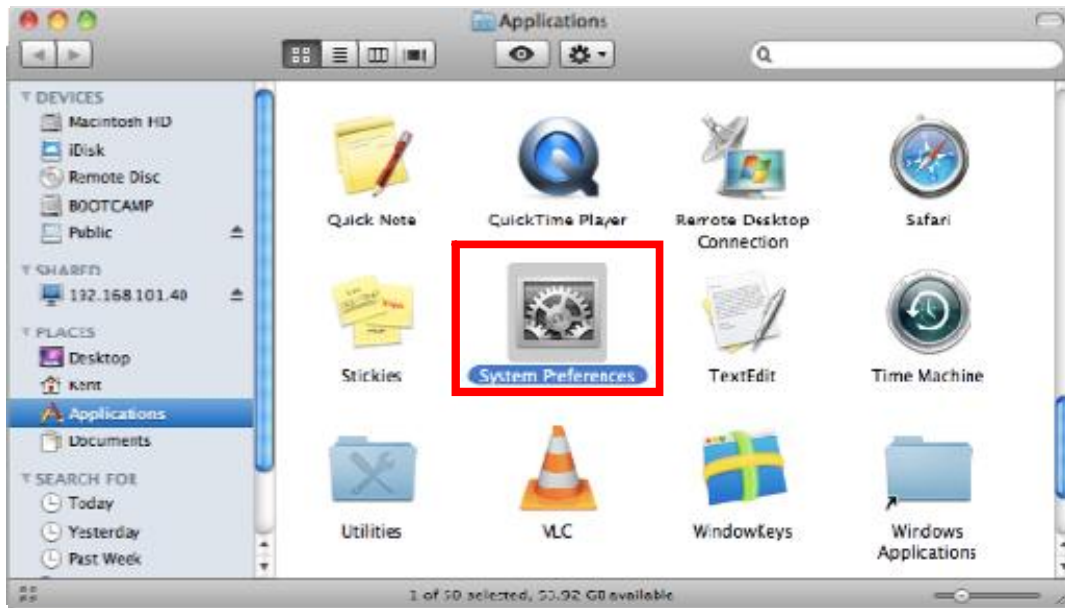 Applications
DEVICES
Macintosh HD
iDisk
Remote Disc
BOOTCAMP
Public
SHARED
192.168.101.40
PLACES
Desktop
Kent
Applications
Documents
SEARCH FOR
Today
Yesterday
Past Week
Quick Note
QuickTime Player
Remote Desktop
Connection
Safari
Stickies
System Preferences
TextEdit
Time Machine
Utilities
VLC
WindowKeys
Windows
Applications
1 of 50 selected, 53.92 GB available